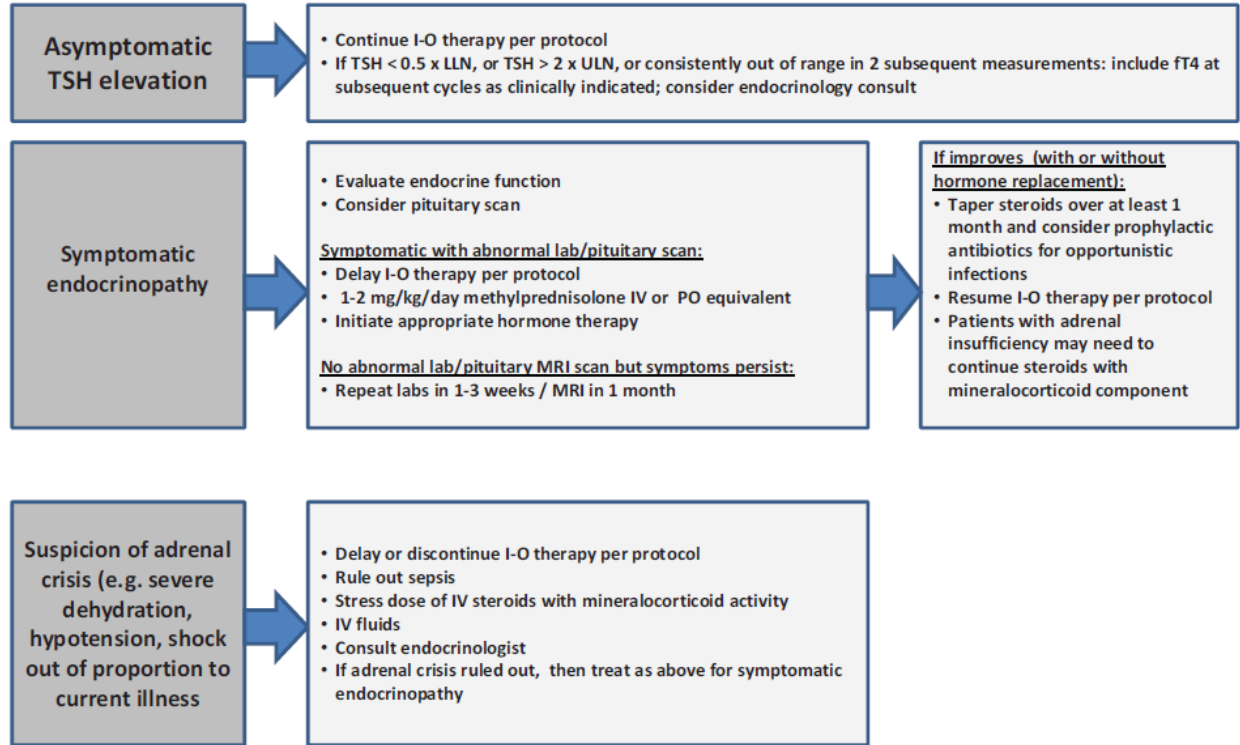 Asymptomatic
TSH elevation
• Continue I-O therapy per protocol
• If TSH < 0.5 x LLN, or TSH > 2 x ULN, or consistently out of range in 2 subsequent measurements: include fT4 at
subsequent cycles as clinically indicated; consider endocrinology consult
Symptomatic
endocrinopathy
• Evaluate endocrine function
• Consider pituitary scan
Symptomatic with abnormal lab/pituitary scan:
• Delay I-O therapy per protocol
• 1-2 mg/kg/day methylprednisolone IV or PO equivalent
• Initiate appropriate hormone therapy
No abnormal lab/pituitary MRI scan but symptoms persist:
• Repeat labs in 1-3 weeks / MRI in 1 month
If improves (with or without
hormone replacement):
• Taper steroids over at least 1
month and consider prophylactic
antibiotics for opportunistic
infections
• Resume I-O therapy per protocol
• Patients with adrenal
insufficiency may need to
continue steroids with
mineralocorticoid component
Suspicion of adrenal
crisis (e.g. severe
dehydration,
hypotension, shock
out of proportion to
current illness
• Delay or discontinue I-O therapy per protocol
• Rule out sepsis
• Stress dose of IV steroids with mineralocorticoid activity
• IV fluids
• Consult endocrinologist
• If adrenal crisis ruled out, then treat as above for symptomatic
endocrinopathy